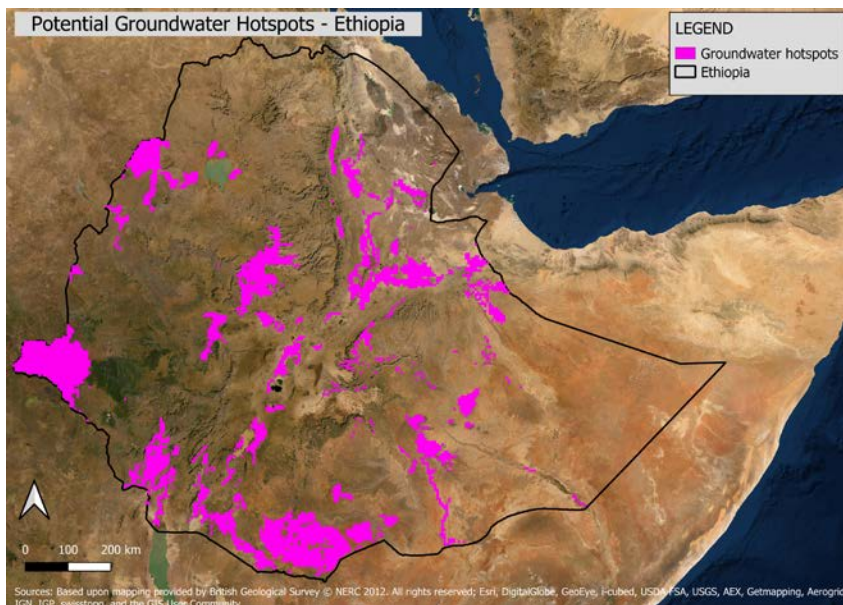 Potential Groundwater Hotspots - Ethiopia
LEGEND
Groundwater hotspots
Ethiopia
0 100 200 km
Sources: Based upon mapping provided by British Geological Survey © NERC 2012. All rights reserved; Esri, DigitalGlobe, GeoEye, i-cubed, USDA FSA, USGS, AEX, Getmapping, Aerogrid,
IGN, IGP, swisstopo, and the GIS User Community